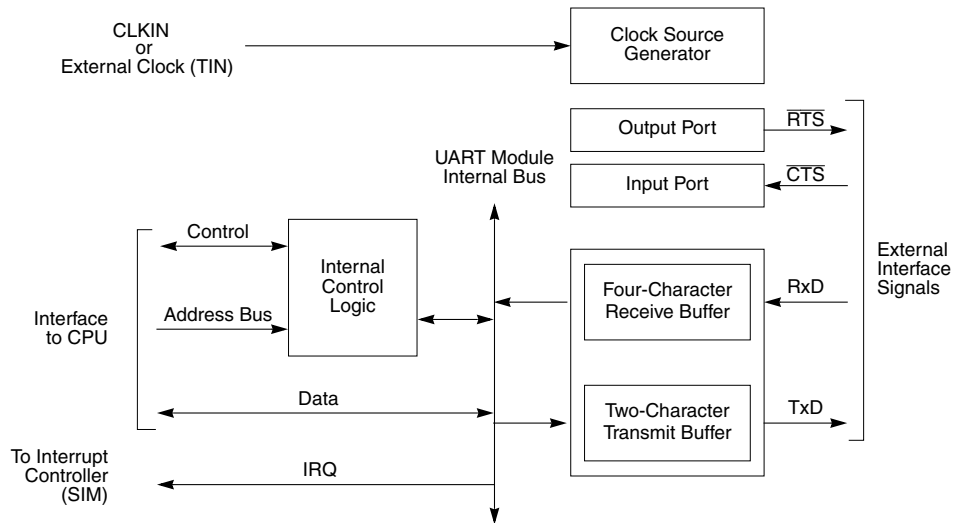 CLKIN
or
External Clock (TIN)
Clock Source
Generator
Output Port
RTS
UART Module
Internal Bus
Input Port
CTS
Control
Internal
Control
Logic
Address Bus
Interface
to CPU
Four-Character
Receive Buffer
RxD
External
Interface
Signals
Data
Two-Character
Transmit Buffer
TxD
To Interrupt
Controller
(SIM)
IRQ